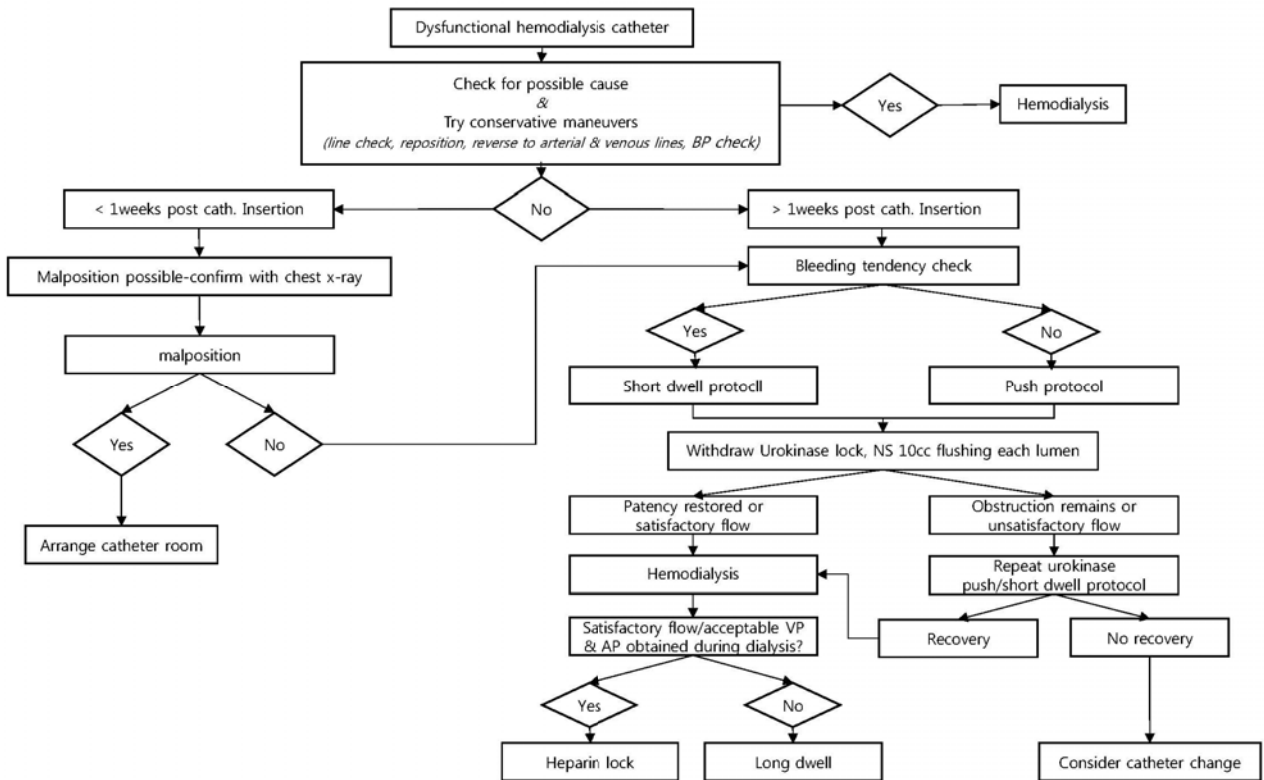 Dysfunctional hemodialysis catheter
Check for possible cause
&
Try conservative maneuvers
(line check, reposition, reverse to arterial & venous lines, BP check)
Yes
Hemodialysis
No
< 1weeks post cath. Insertion
> 1weeks post cath. Insertion
Malposition possible-confirm with chest x-ray
Bleeding tendency check
malposition
Yes
No
Short dwell protocll
Push protocol
Yes
No
Withdraw Urokinase lock, NS 10cc flushing each lumen
Arrange catheter room
Patency restored or
satisfactory flow
Obstruction remains or
unsatisfactory flow
Hemodialysis
Repeat urokinase
push/short dwell protocol
Satisfactory flow/acceptable VP
& AP obtained during dialysis?
Recovery
No recovery
Yes
No
Heparin lock
Long dwell
Consider catheter change